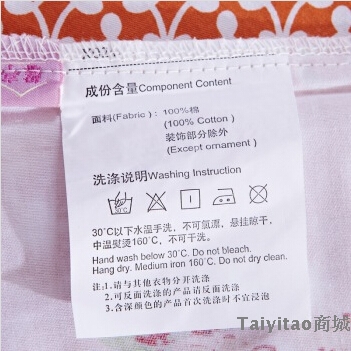 成份含量Component Content
面料(Fabric): 100%棉
(100% Cotton)
装饰部分除外
(Except ornament)
洗涤说明Washing Instruction
30°C
30℃以下水温手洗，不可氯漂，悬挂晾干，
中温熨烫160℃，不可干洗。
Hand wash below 30℃. Do not bleach.
Hang dry. Medium iron 160℃. Do not dry clean.
注:1. 请与其他衣物分开洗涤
2. 可反面洗涤的产品请反面洗涤
3. 含深颜色的产品首次洗涤时不宜浸泡
Taiyitao商城